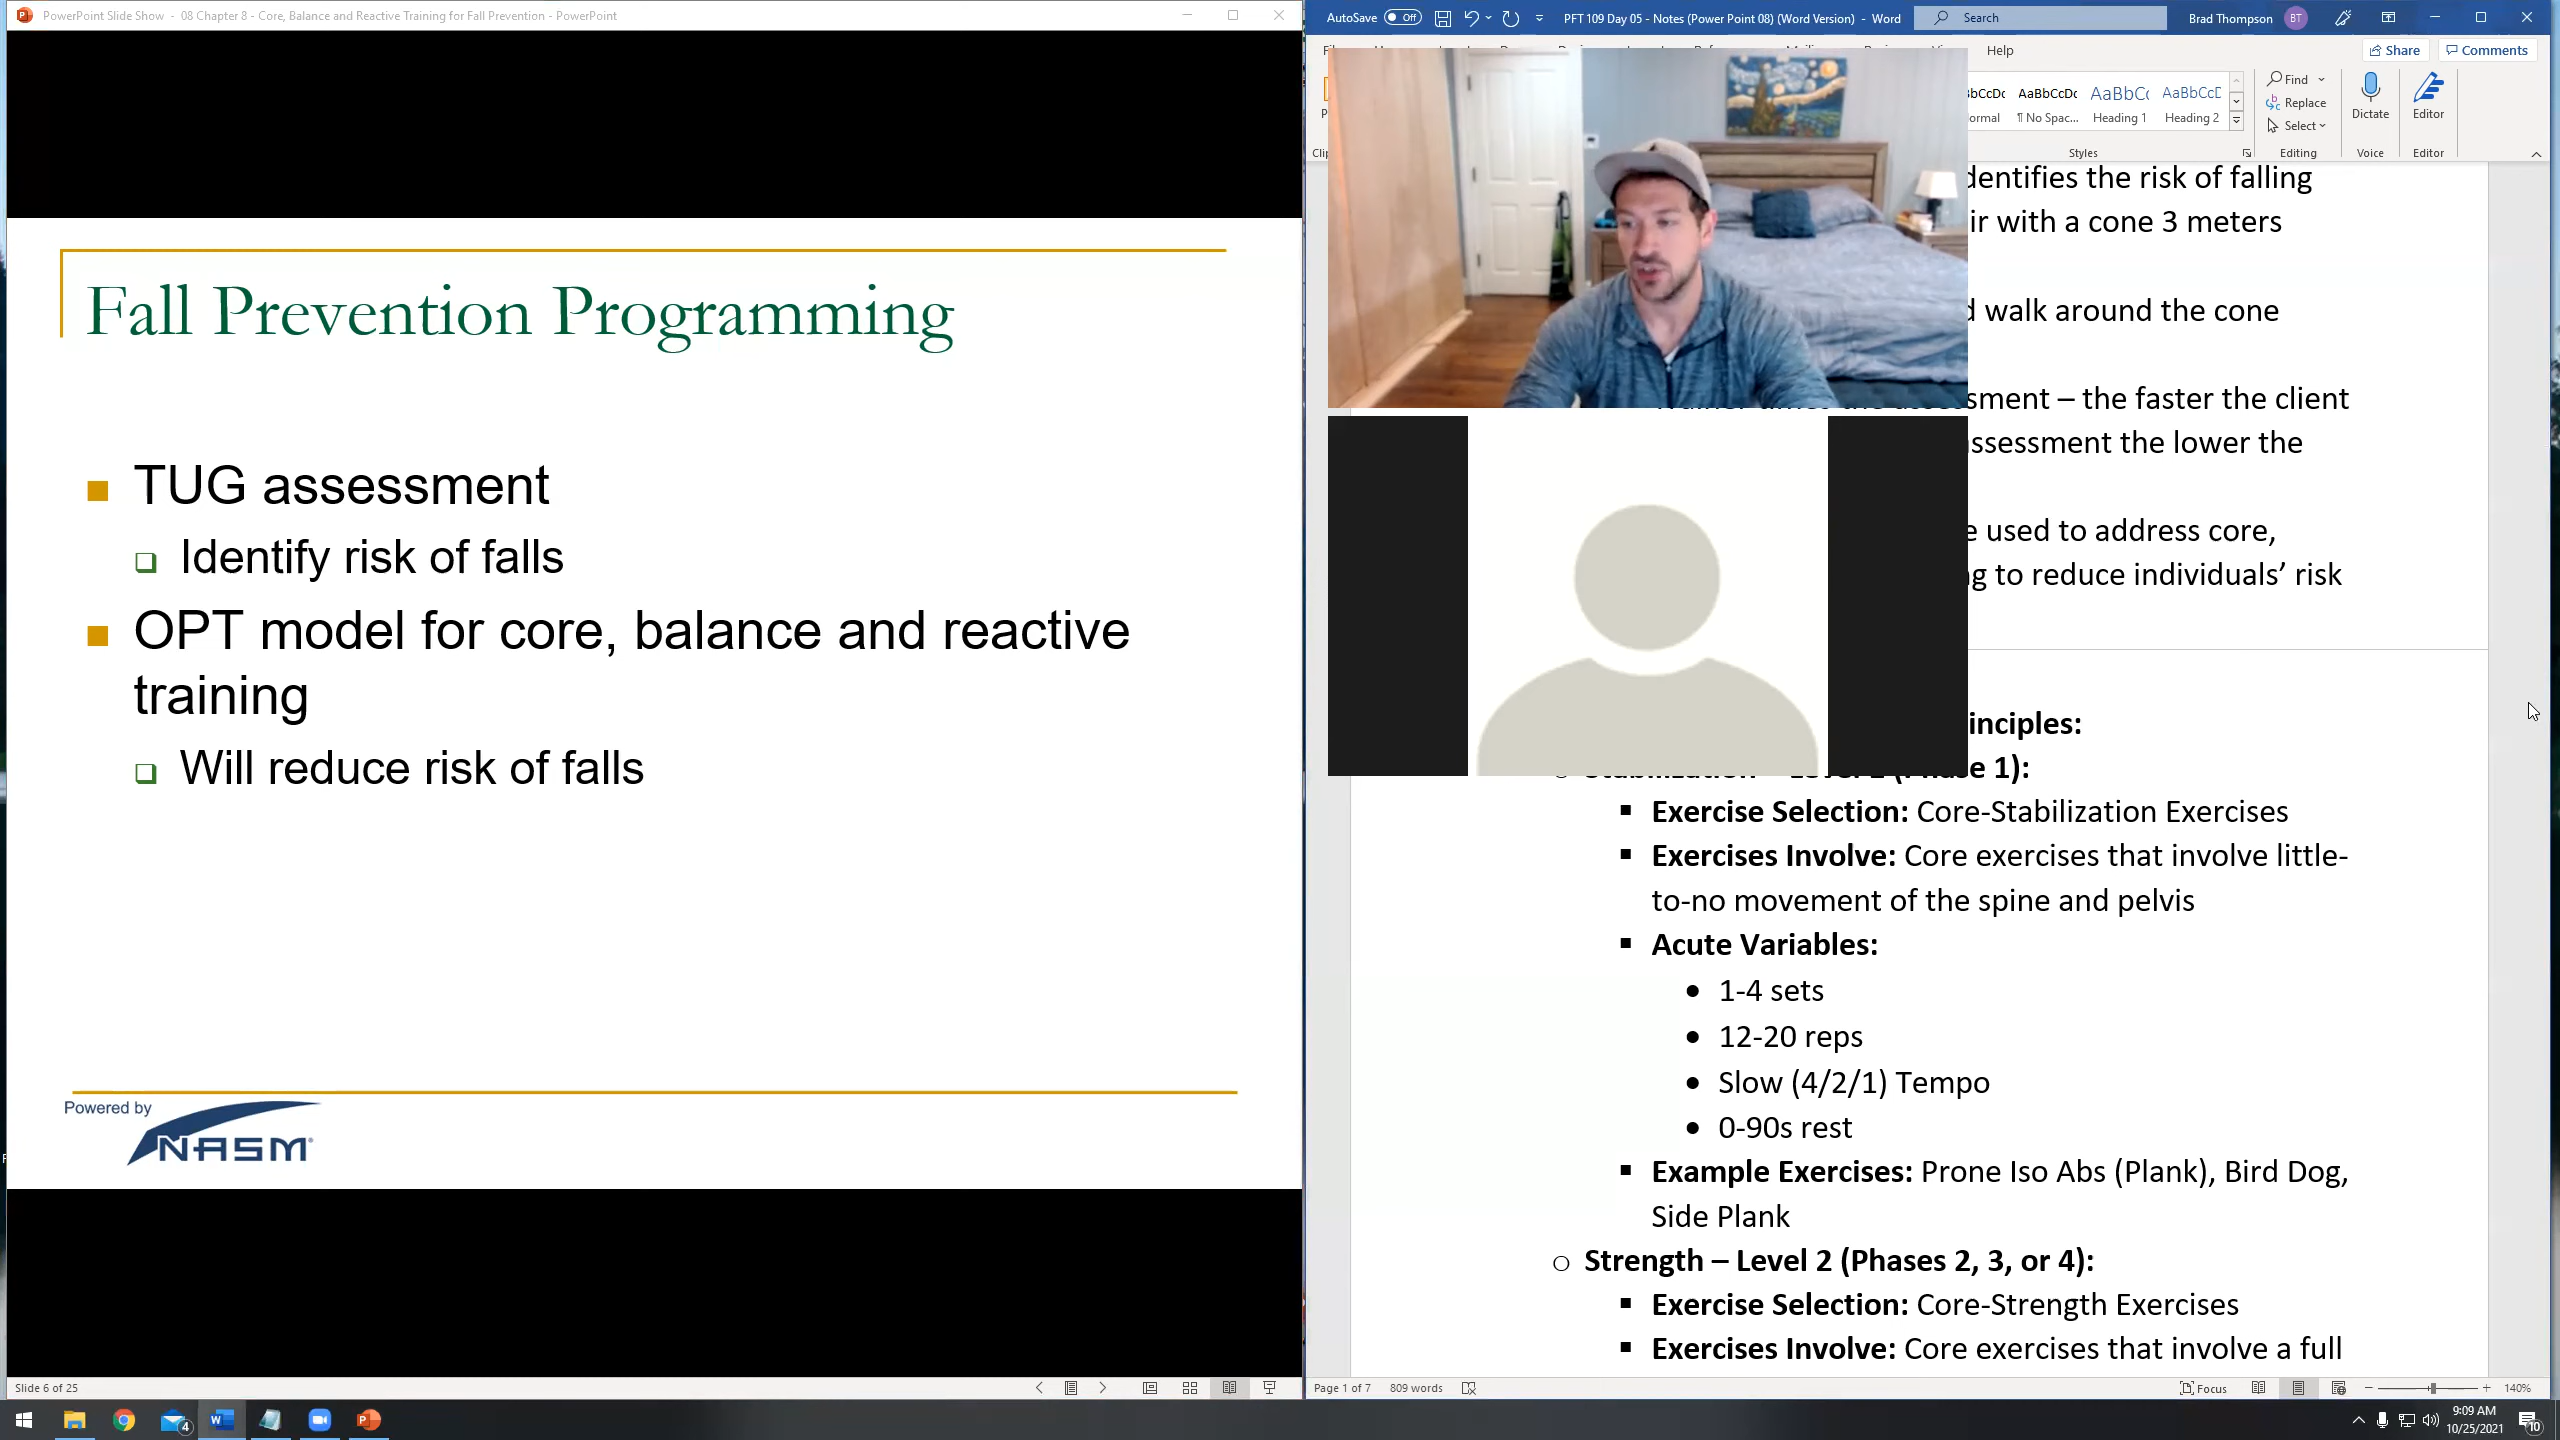 PowerPoint Slide Show - 08 Chapter 8 - Core, Balance and Reactive Training for Fall Prevention - PowerPoint
Fall Prevention Programming
TUG assessment
Identify risk of falls
OPT model for core, balance and reactive
training
Will reduce risk of falls
Powered by
NASM
Slide 6 of 25
AutoSave Off
PFT 109 Day 05 - Notes (Power Point 08) (Word Version) - Word
Search
Brad Thompson BT
Help
Share
Comments
AaBbCcDc AaBbC AaBbCcD
¶ No Spac... Heading 1 Heading 2
Styles
Find
Replace
Select
Editing
Dictate
Voice
Editor
Editor
the risk of falling
with a cone 3 meters
walk around the cone
– the faster the client
the lower the
used to address core,
to reduce individuals’ risk
1):
Exercise Selection: Core-Stabilization Exercises
Exercises Involve: Core exercises that involve little-
to-no movement of the spine and pelvis
Acute Variables:
1-4 sets
12-20 reps
Slow (4/2/1) Tempo
0-90s rest
Example Exercises: Prone Iso Abs (Plank), Bird Dog,
Side Plank
Strength – Level 2 (Phases 2, 3, or 4):
Exercise Selection: Core-Strength Exercises
Exercises Involve: Core exercises that involve a full
Page 1 of 7 809 words
Focus
140%
4
9:09 AM
10/25/2021
10